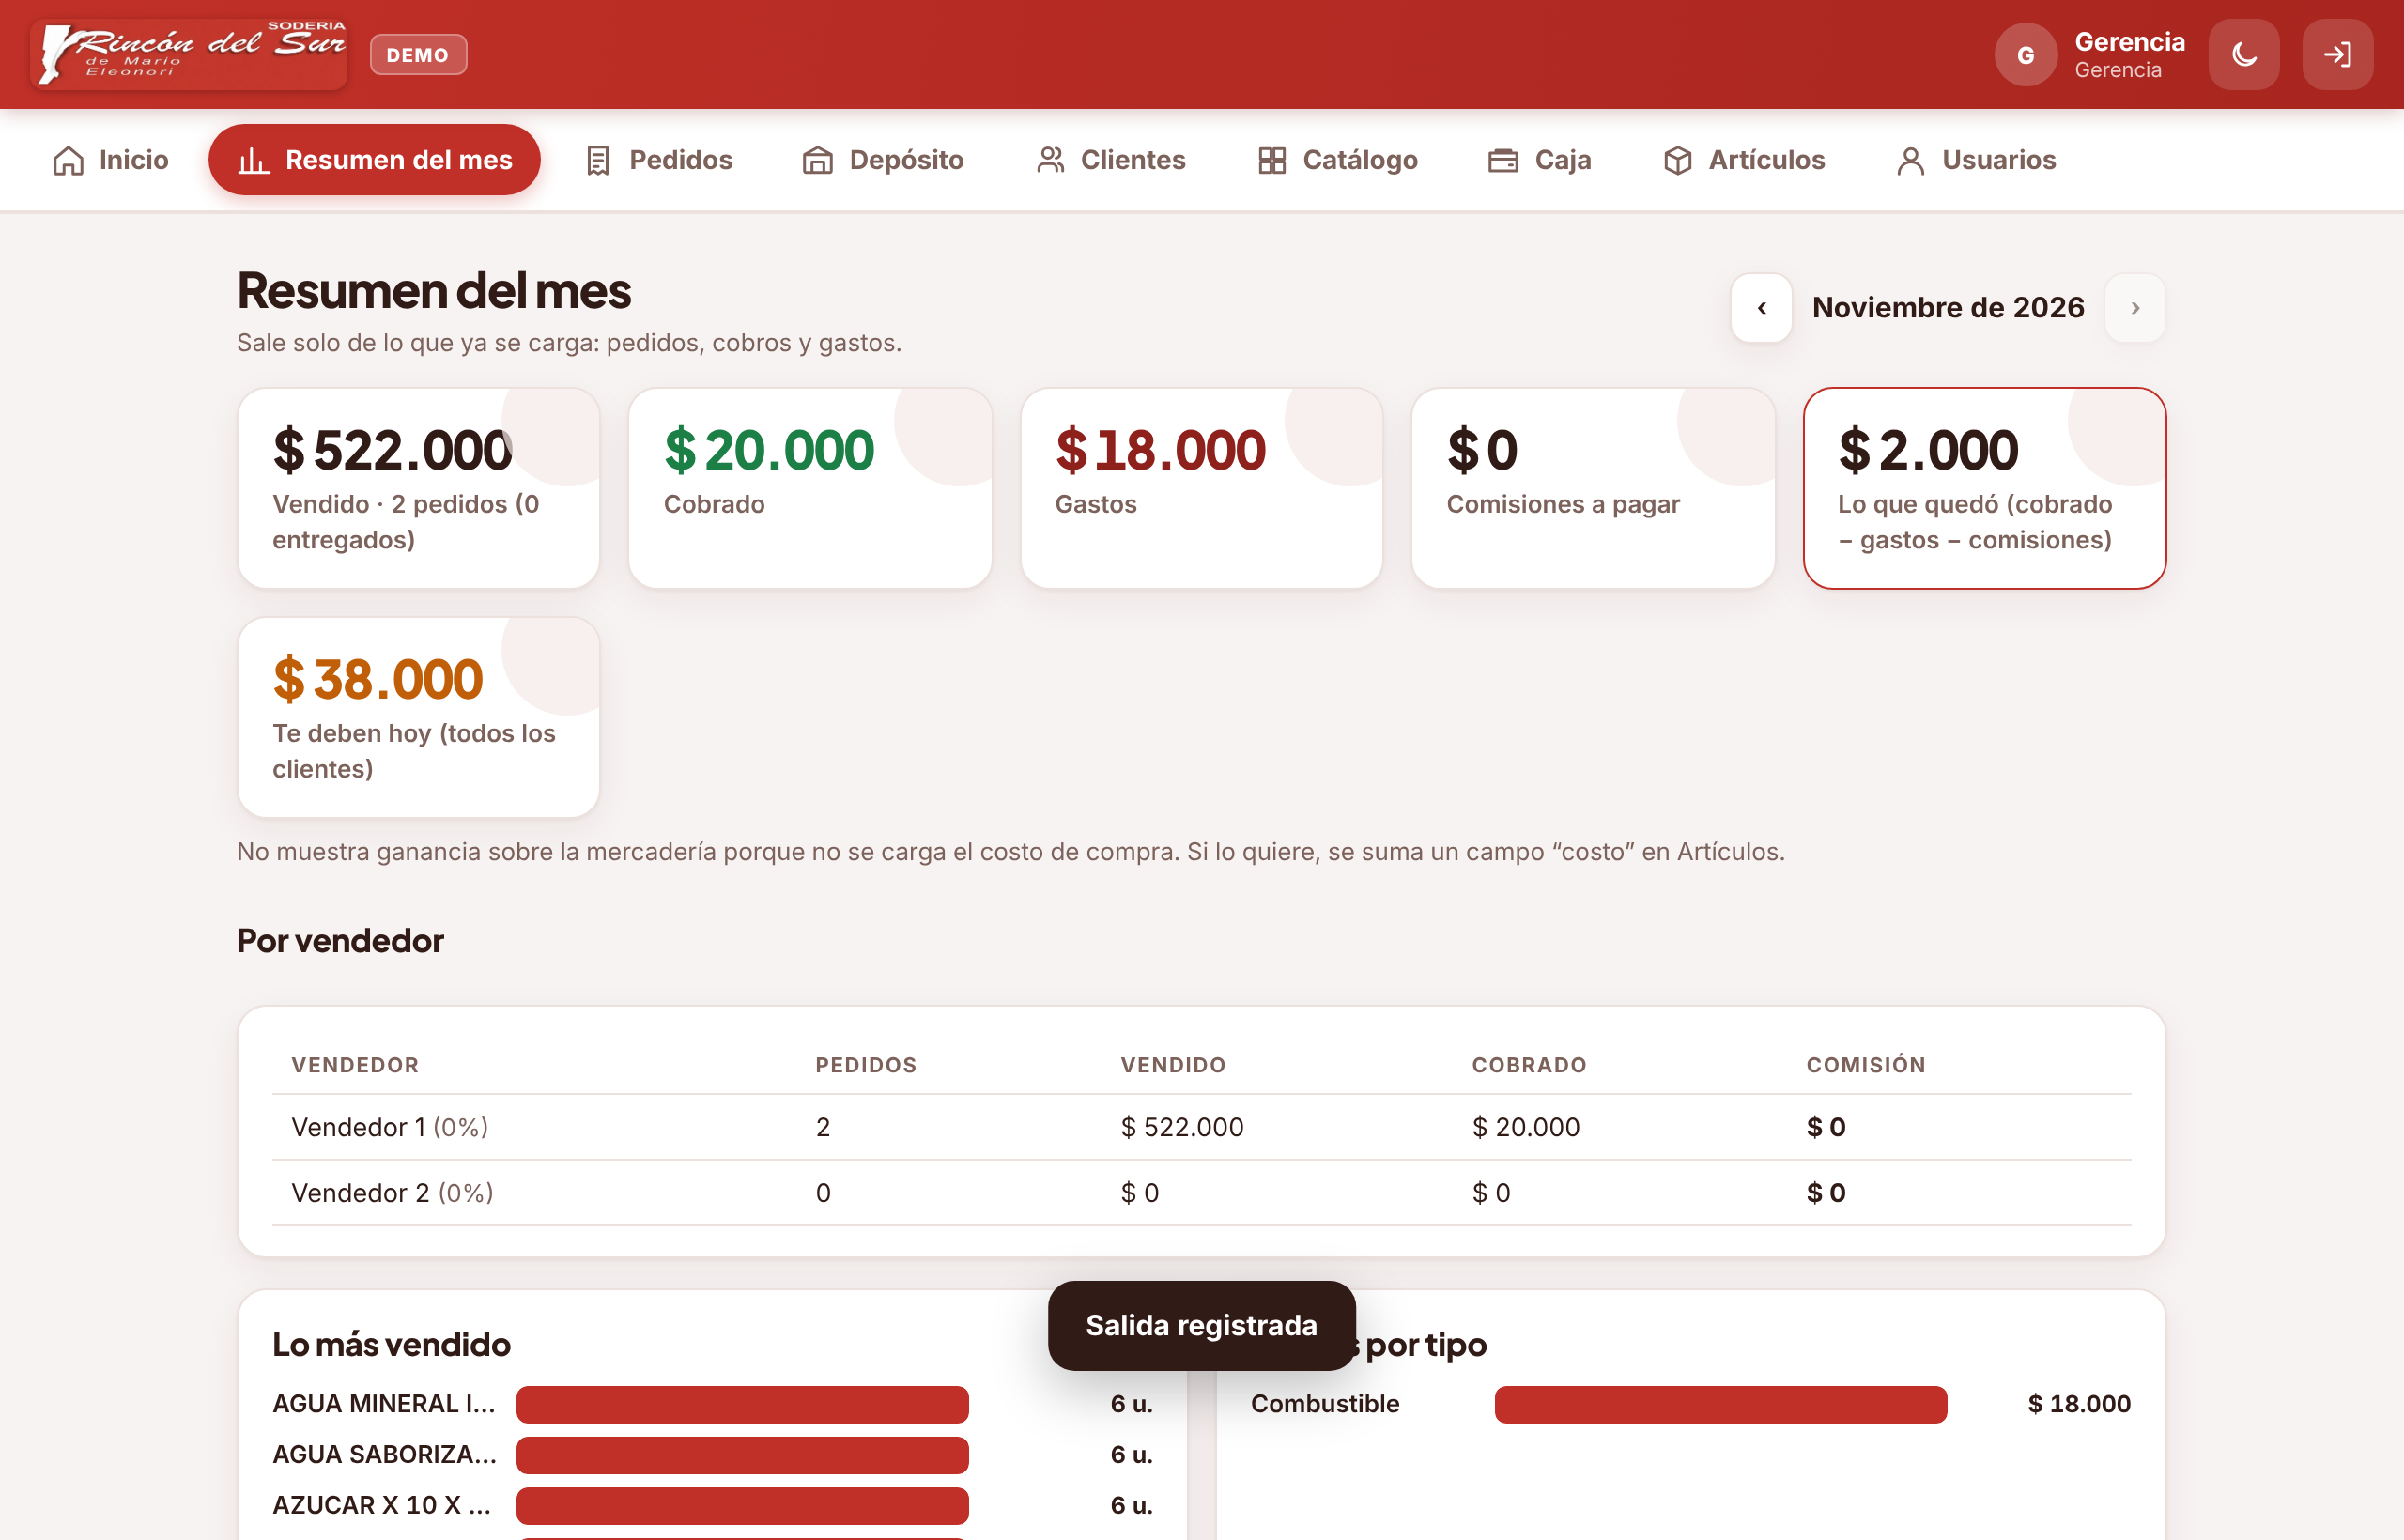 SODERIA
Rincón del Sur
de Mario
Eleonori
DEMO
G
Gerencia
Gerencia
Inicio
Resumen del mes
Pedidos
Depósito
Clientes
Catálogo
Caja
Artículos
Usuarios
Resumen del mes
Sale solo de lo que ya se carga: pedidos, cobros y gastos.
‹ Noviembre de 2026 ›
$ 522.000
Vendido · 2 pedidos (0
entregados)
$ 20.000
Cobrado
$ 18.000
Gastos
$ 0
Comisiones a pagar
$ 2.000
Lo que quedó (cobrado
− gastos − comisiones)
$ 38.000
Te deben hoy (todos los
clientes)
No muestra ganancia sobre la mercadería porque no se carga el costo de compra. Si lo quiere, se suma un campo “costo” en Artículos.
Por vendedor
VENDEDOR PEDIDOS VENDIDO COBRADO COMISIÓN
Vendedor 1 (0%) 2 $ 522.000 $ 20.000 $ 0
Vendedor 2 (0%) 0 $ 0 $ 0 $ 0
Salida registrada
Lo más vendido
AGUA MINERAL I... 6 u.
AGUA SABORIZA... 6 u.
AZUCAR X 10 X ... 6 u.
por tipo
Combustible $ 18.000